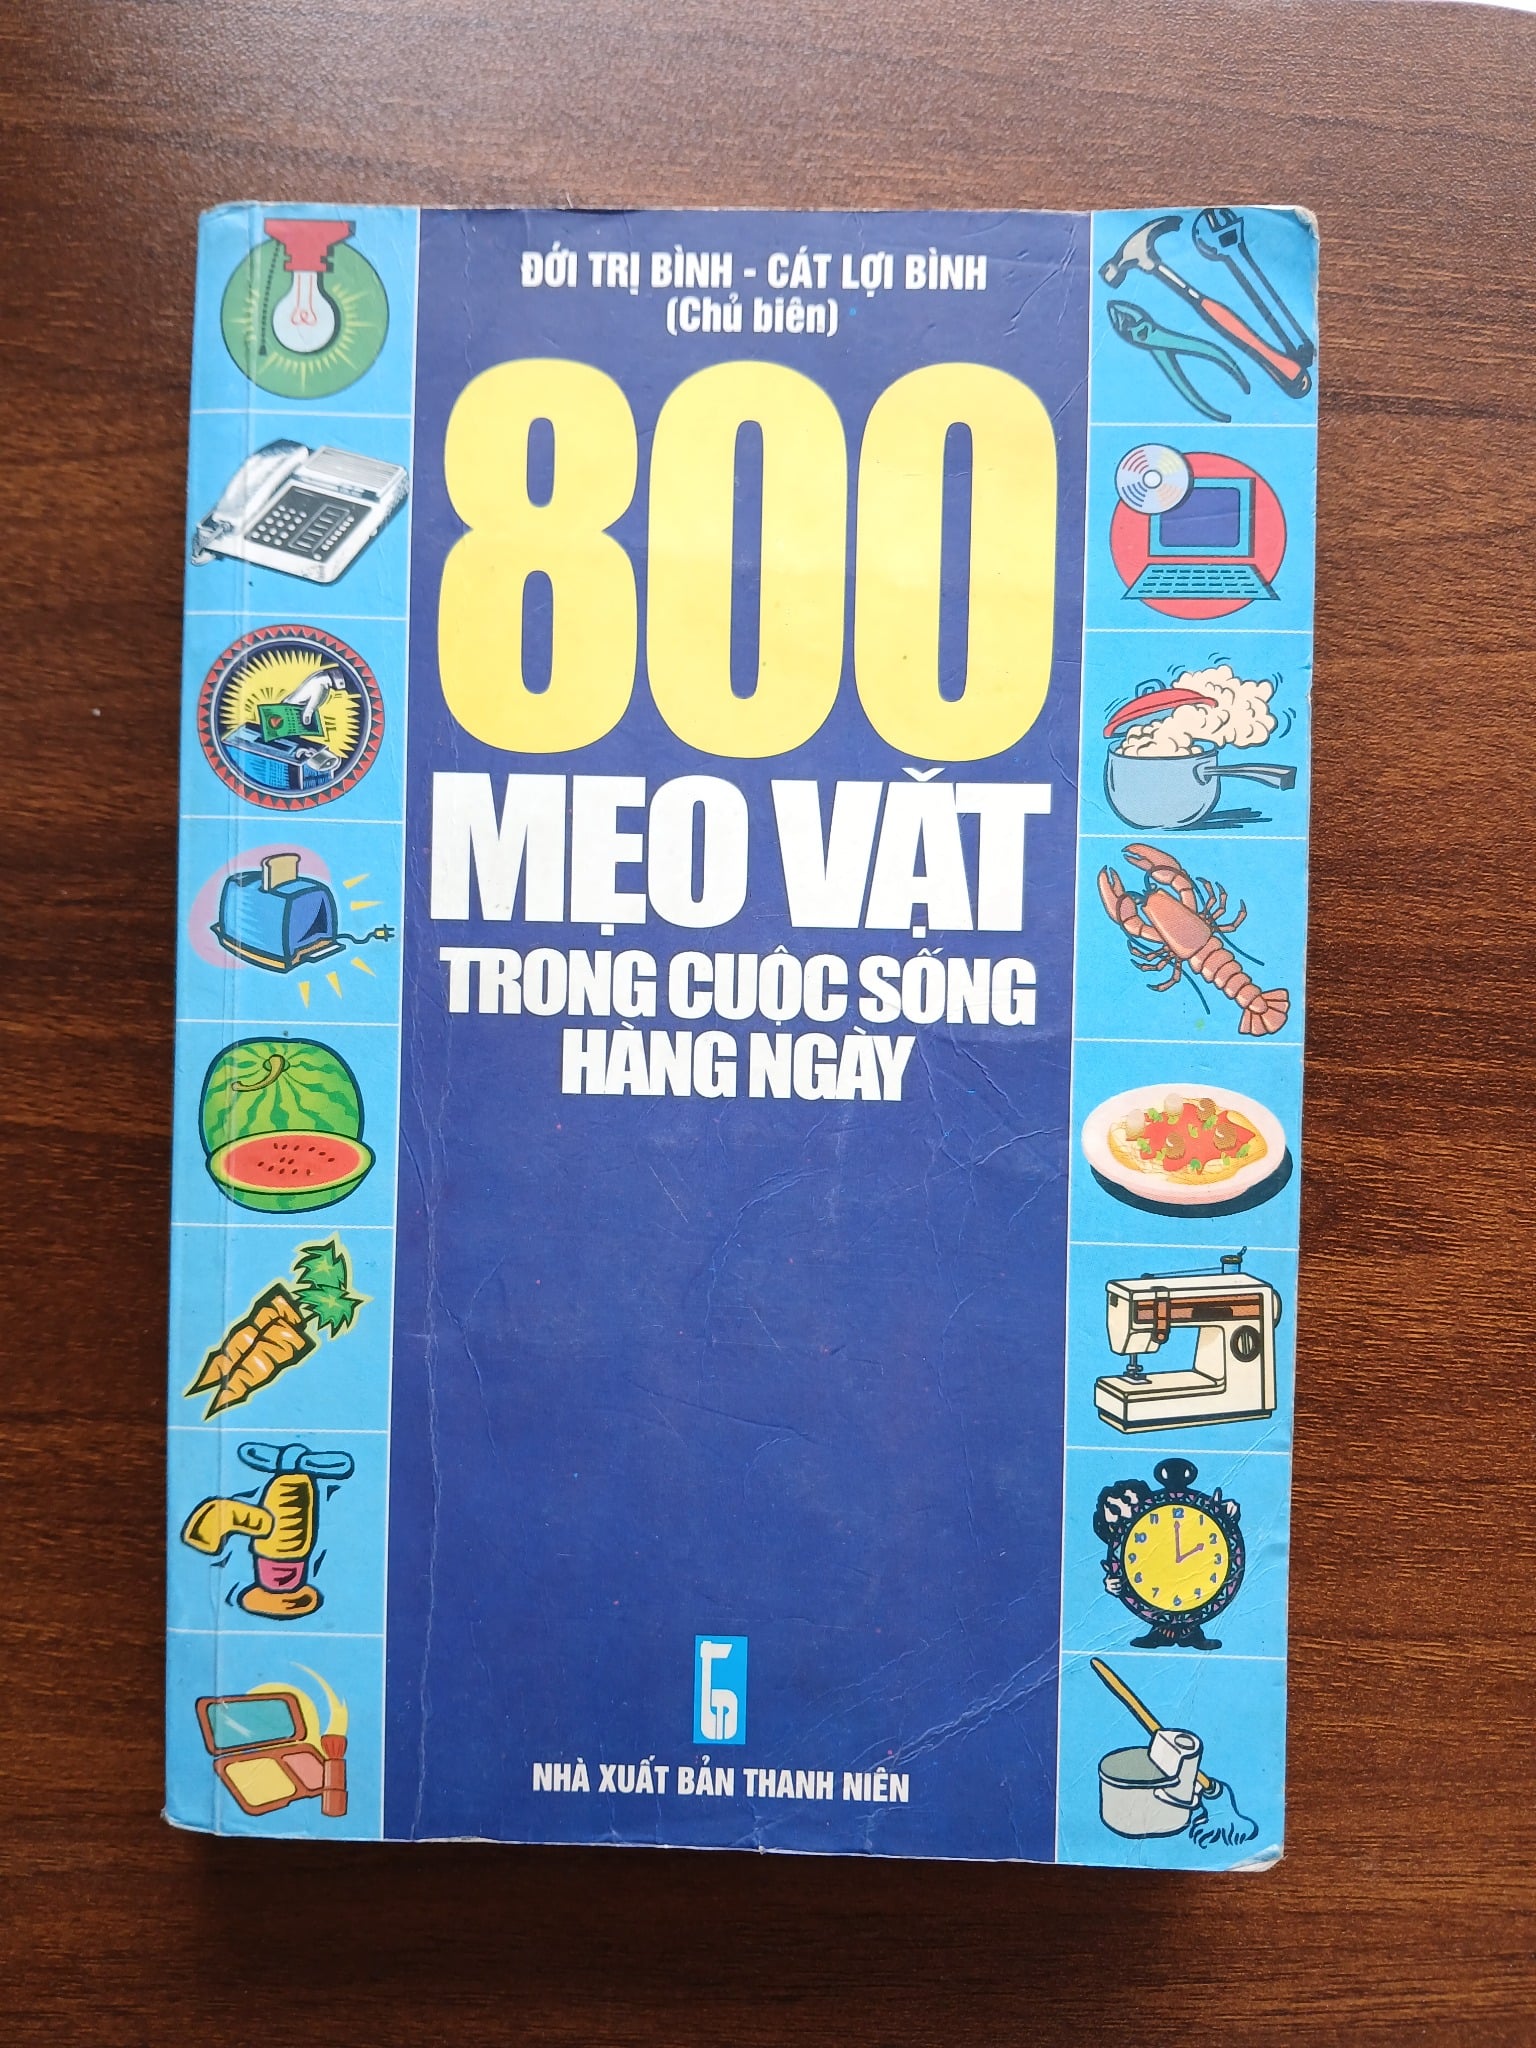 ĐỚI TRỊ BÌNH - CÁT LỢI BÌNH
(Chủ biên)
800
MẸO VẶT
TRONG CUỘC SỐNG
HÀNG NGÀY
NHÀ XUẤT BẢN THANH NIÊN